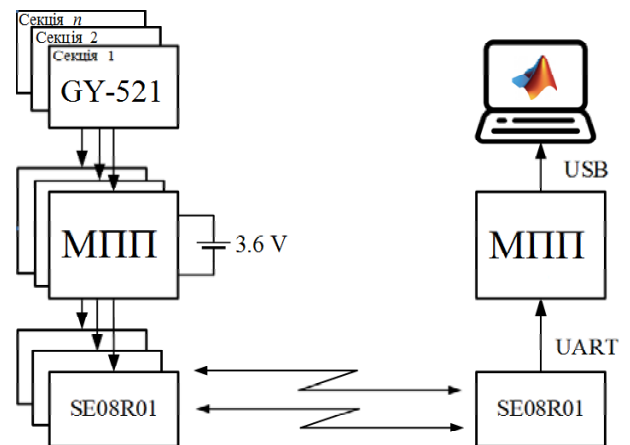 Секція n
Секція 2
Секція 1
GY-521
МПП
3.6 V
SE08R01
USB
МПП
UART
SE08R01